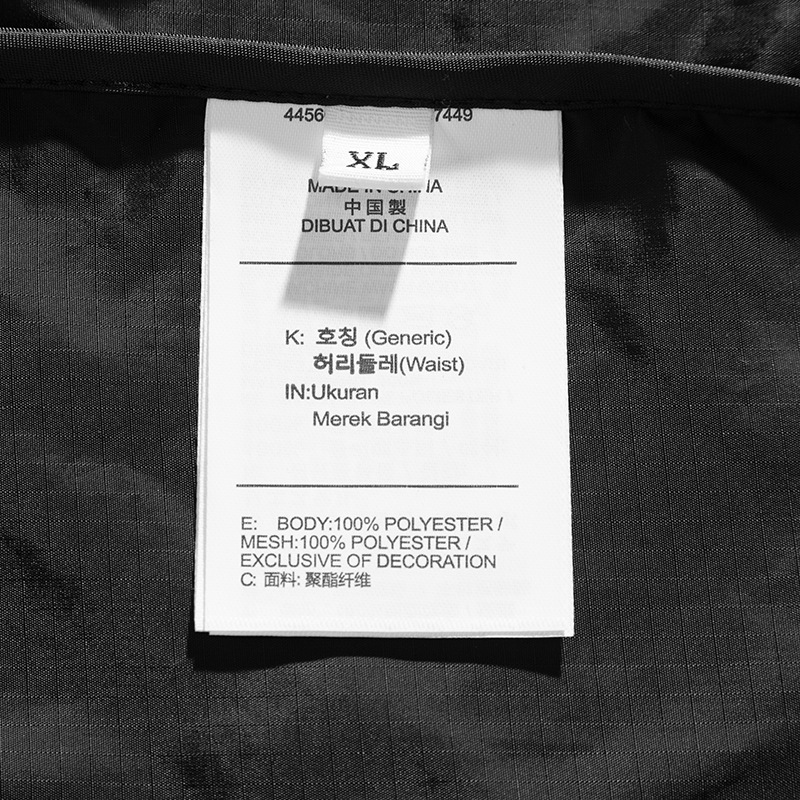 4456 7449
XL
MADE IN CHINA
中国製
DIBUAT DI CHINA
K: 호칭 (Generic)
허리둘레(Waist)
IN:Ukuran
Merek Barangi
E: BODY:100% POLYESTER /
MESH:100% POLYESTER /
EXCLUSIVE OF DECORATION
C: 面料: 聚酯纤维